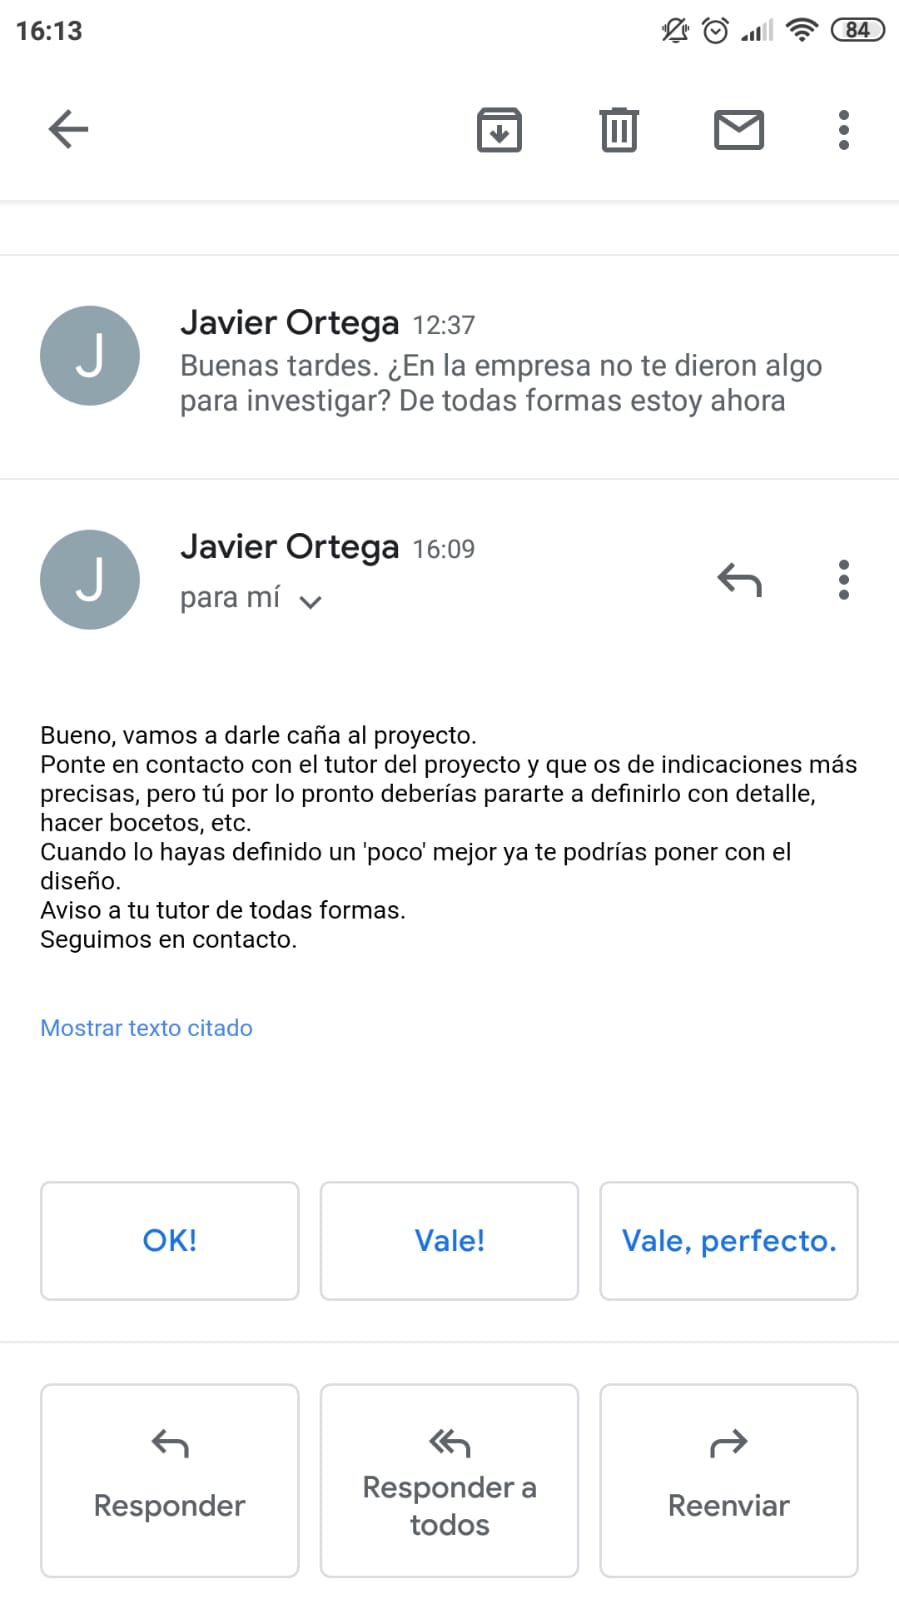 16:13
84
Javier Ortega 12:37
Buenas tardes. ¿En la empresa no te dieron algo
para investigar? De todas formas estoy ahora
Javier Ortega 16:09
para mí
J
J
Bueno, vamos a darle caña al proyecto.
Ponte en contacto con el tutor del proyecto y que os de indicaciones más
precisas, pero tú por lo pronto deberías pararte a definirlo con detalle,
hacer bocetos, etc.
Cuando lo hayas definido un 'poco' mejor ya te podrías poner con el
diseño.
Aviso a tu tutor de todas formas.
Seguimos en contacto.
Mostrar texto citado
OK!
Vale!
Vale, perfecto.
Responder
Responder a
todos
Reenviar